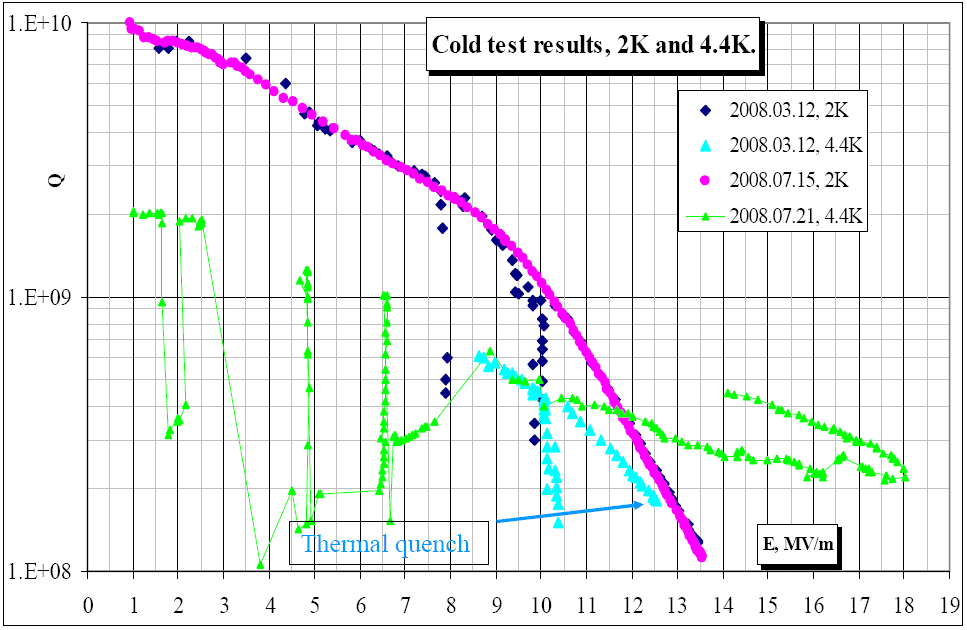 Cold test results, 2K and 4.4K.
1.E+10
1.E+09
1.E+08
Q
2008.03.12, 2K
2008.03.12, 4.4K
2008.07.15, 2K
2008.07.21, 4.4K
Thermal quench
E, MV/m
0 1 2 3 4 5 6 7 8 9 10 11 12 13 14 15 16 17 18 19